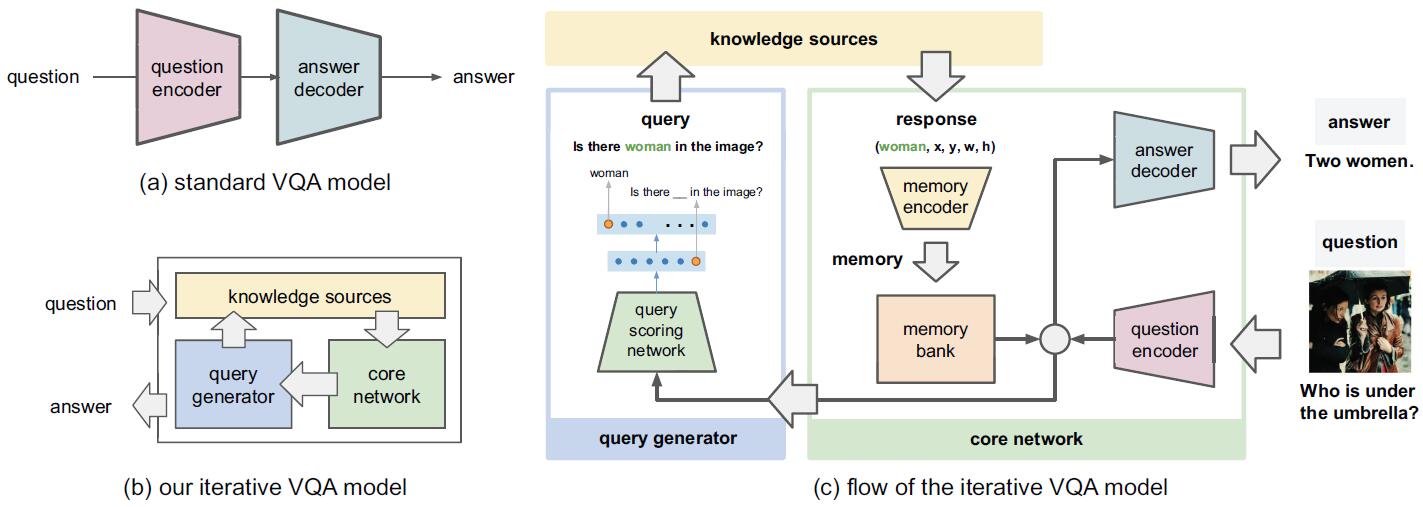 question
question
encoder
answer
decoder
answer
(a) standard VQA model
question
knowledge sources
query
generator
core
network
answer
(b) our iterative VQA model
knowledge sources
query
Is there woman in the image?
woman
Is there __ in the image?
. . .
query
scoring
network
query generator
response
(woman, x, y, w, h)
memory
encoder
memory
memory
bank
answer
decoder
question
encoder
core network
answer
Two women.
question
Who is under
the umbrella?
(c) flow of the iterative VQA model